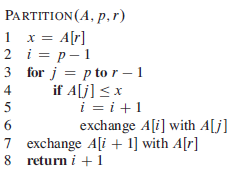 PARTITION(A, p, r)
1 x = A[r]
2 i = p − 1
3 for j = p to r − 1
4 if A[j] ≤ x
5 i = i + 1
6 exchange A[i] with A[j]
7 exchange A[i + 1] with A[r]
8 return i + 1